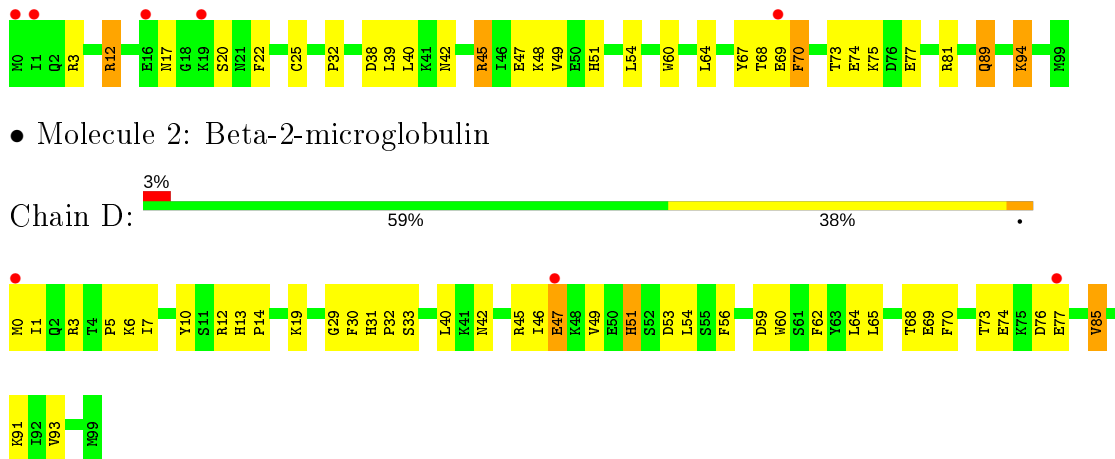 M0 I1 Q2 R3 R12 E16 N17 G18 K19 S20 N21 F22 C25 P32 D38 L39 L40 K41 N42 R45 I46 E47 K48 V49 E50 H51 L54 W60 L64 Y67 T68 E69 F70 T73 E74 K75 D76 E77 R81 Q89 K94 M99
• Molecule 2: Beta-2-microglobulin
3%
Chain D:
59% 38% •
M0 I1 Q2 R3 T4 P5 K6 I7 Y10 S11 R12 H13 P14 K19 G29 F30 H31 P32 S33 L40 K41 N42 R45 I46 E47 K48 V49 E50 H51 S52 D53 L54 S55 F56 D59 W60 S61 F62 Y63 L64 L65 T68 E69 F70 T73 E74 K75 D76 E77 V85
K91 I92 V93 M99